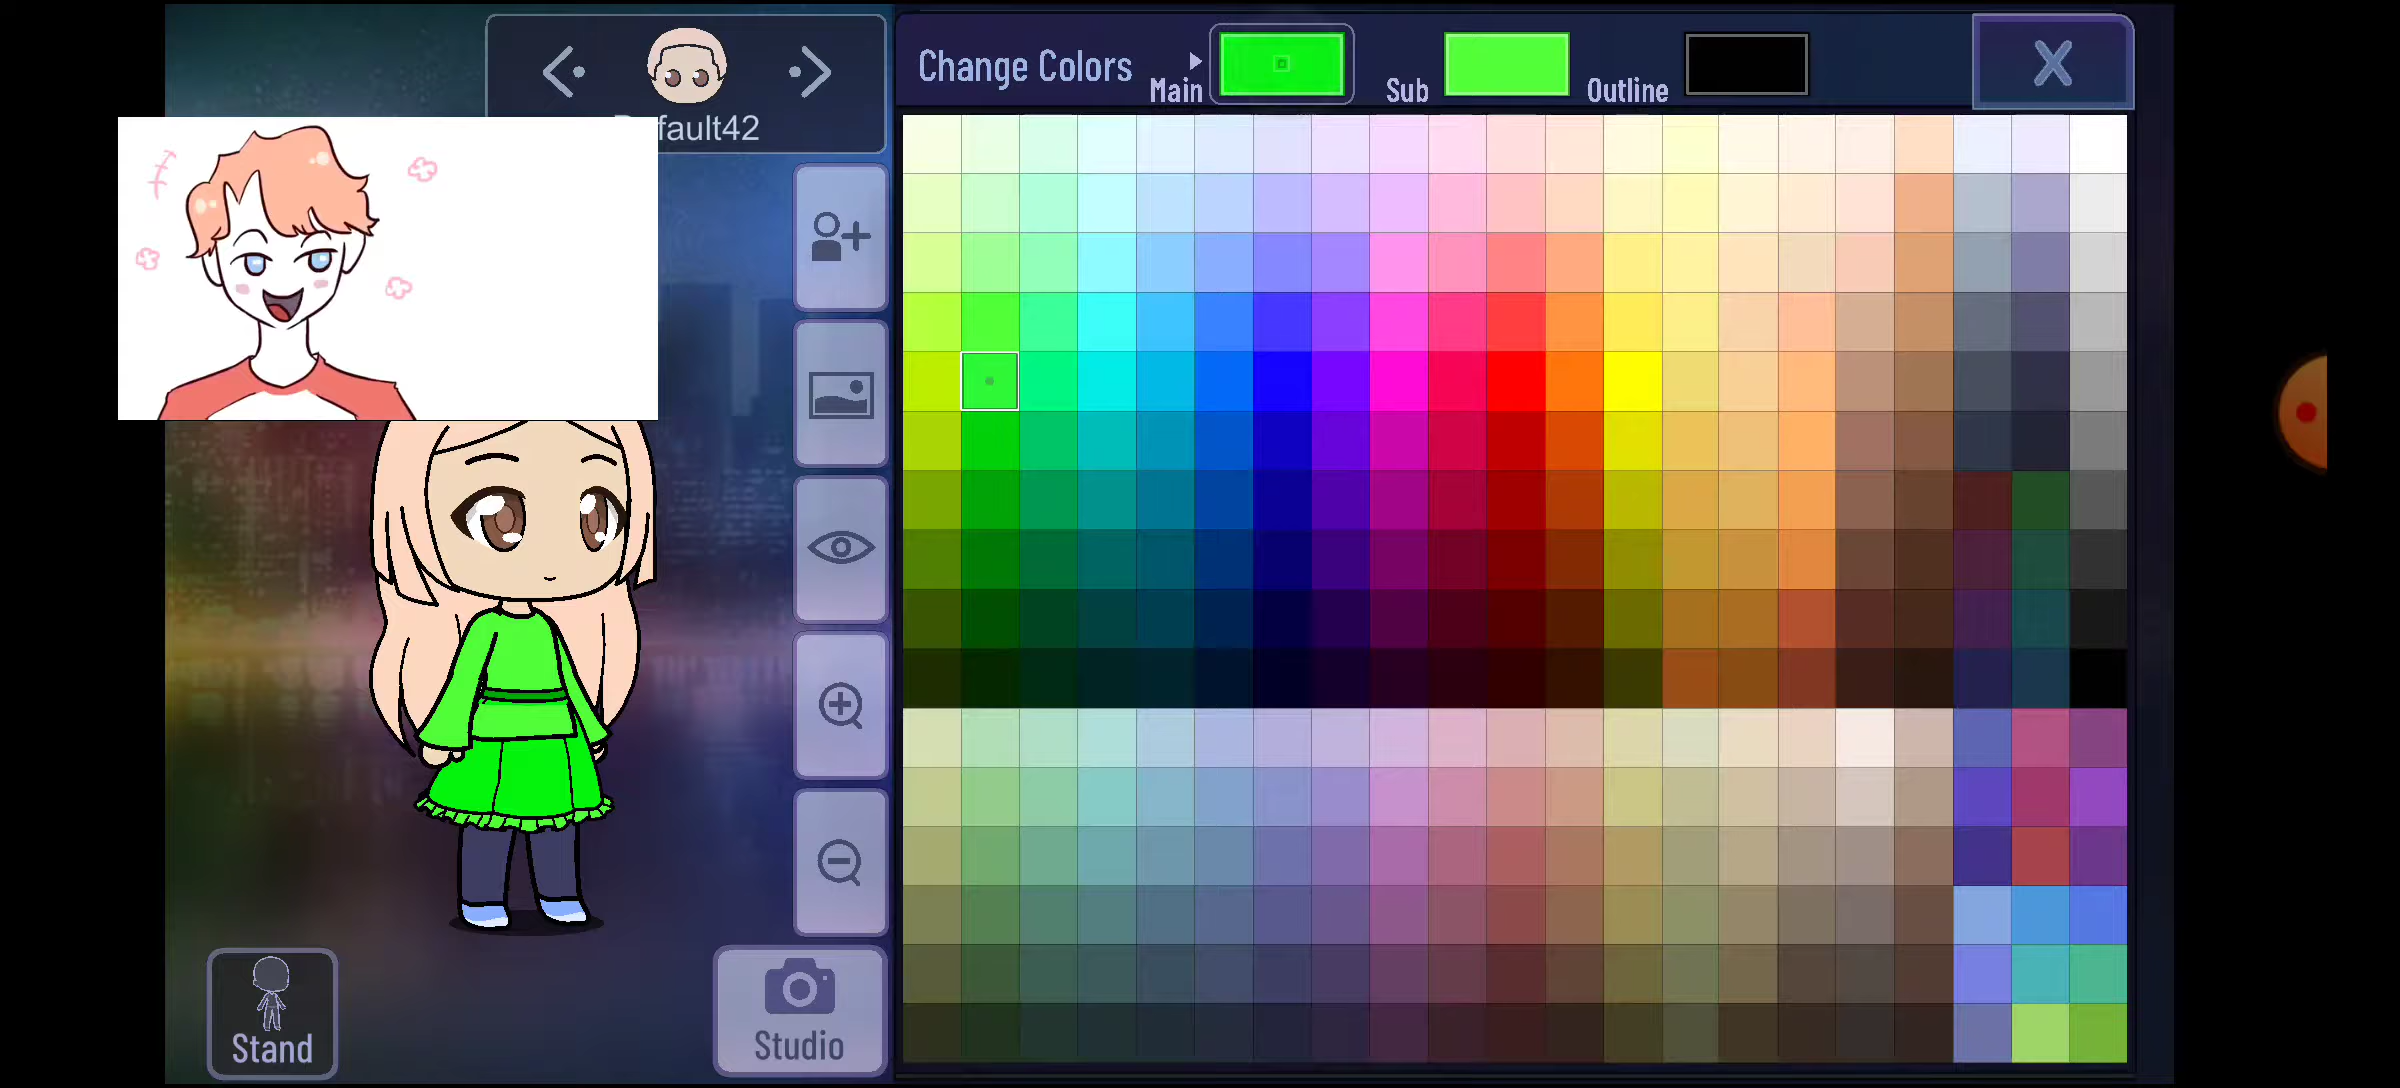 Change Colors
Main
Sub
Outline
X
fault42
Stand
Studio